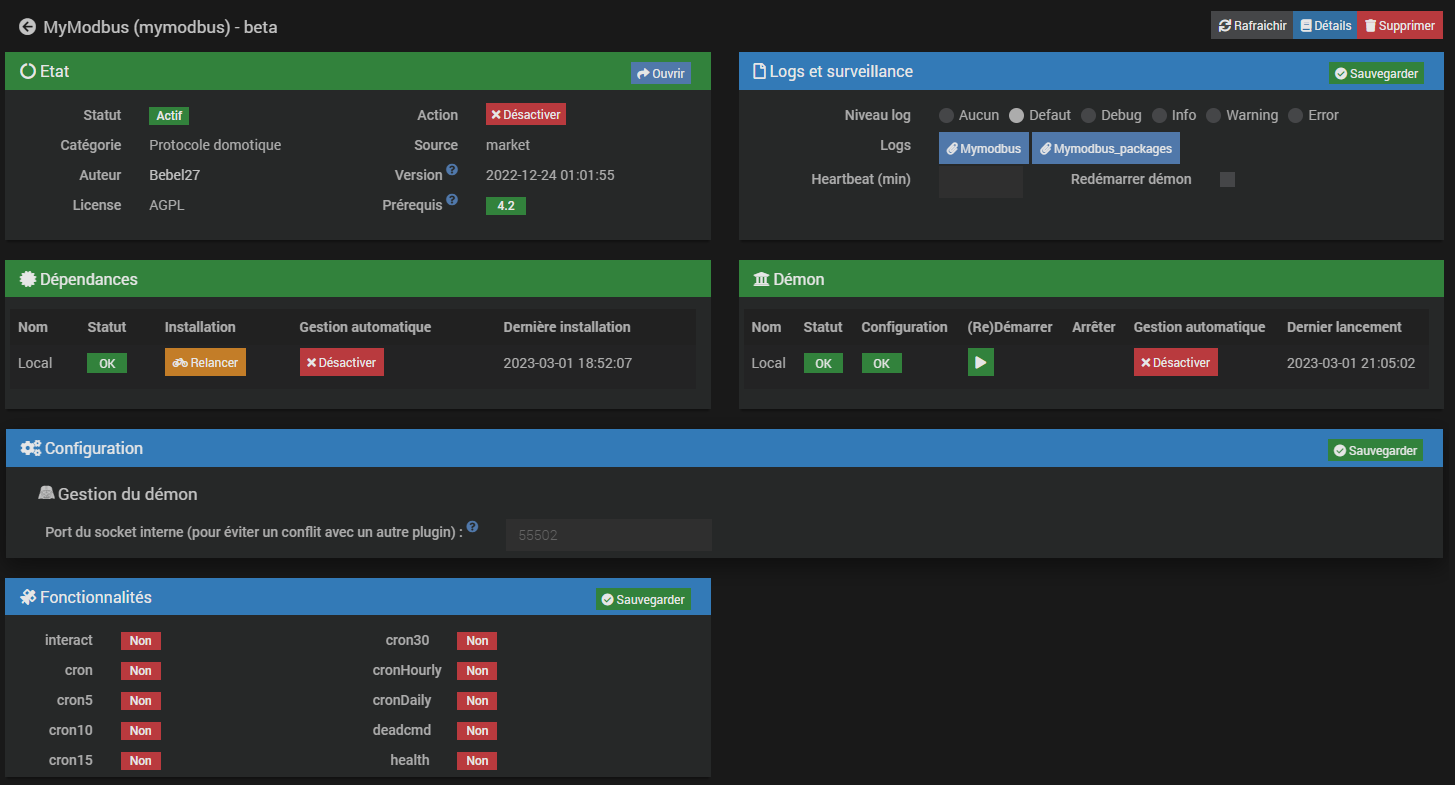 MyModbus (mymodbus) - beta
Rafraichir Détails Supprimer
Etat
Ouvrir
Statut Actif Action Désactiver
Catégorie Protocole domotique Source market
Auteur Bebel27 Version 2022-12-24 01:01:55
License AGPL Prérequis 4.2
Logs et surveillance
Sauvegarder
Niveau log Aucun Defaut Debug Info Warning Error
Logs Mymodbus Mymodbus_packages
Heartbeat (min) Redémarrer démon
Dépendances
Nom Statut Installation Gestion automatique Dernière installation
Local OK Relancer Désactiver 2023-03-01 18:52:07
Démon
Nom Statut Configuration (Re)Démarrer Arrêter Gestion automatique Dernier lancement
Local OK OK Désactiver 2023-03-01 21:05:02
Configuration
Sauvegarder
Gestion du démon
Port du socket interne (pour éviter un conflit avec un autre plugin) : 55502
Fonctionnalités
Sauvegarder
interact Non cron30 Non
cron Non cronHourly Non
cron5 Non cronDaily Non
cron10 Non deadcmd Non
cron15 Non health Non